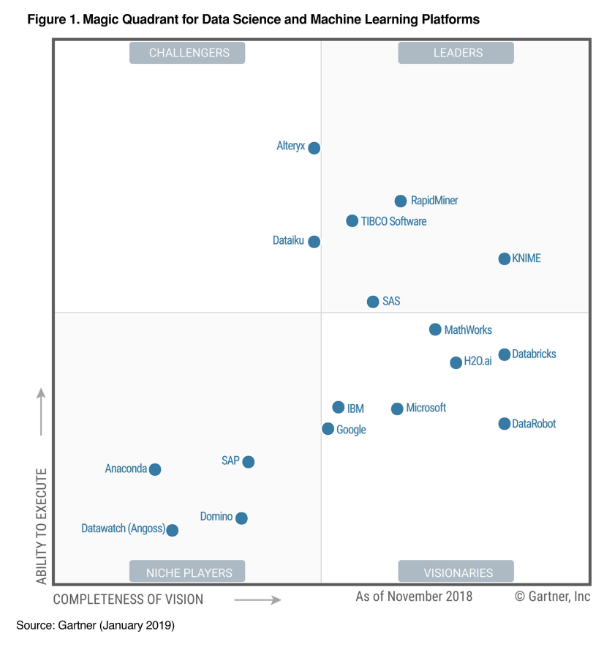 Figure 1. Magic Quadrant for Data Science and Machine Learning Platforms
CHALLENGERS
LEADERS
Alteryx
RapidMiner
TIBCO Software
Dataiku
KNIME
SAS
MathWorks
Databricks
H2O.ai
IBM
Microsoft
Google
DataRobot
SAP
Anaconda
Domino
Datawatch (Angoss)
NICHE PLAYERS
VISIONARIES
ABILITY TO EXECUTE
COMPLETENESS OF VISION
As of November 2018
© Gartner, Inc
Source: Gartner (January 2019)